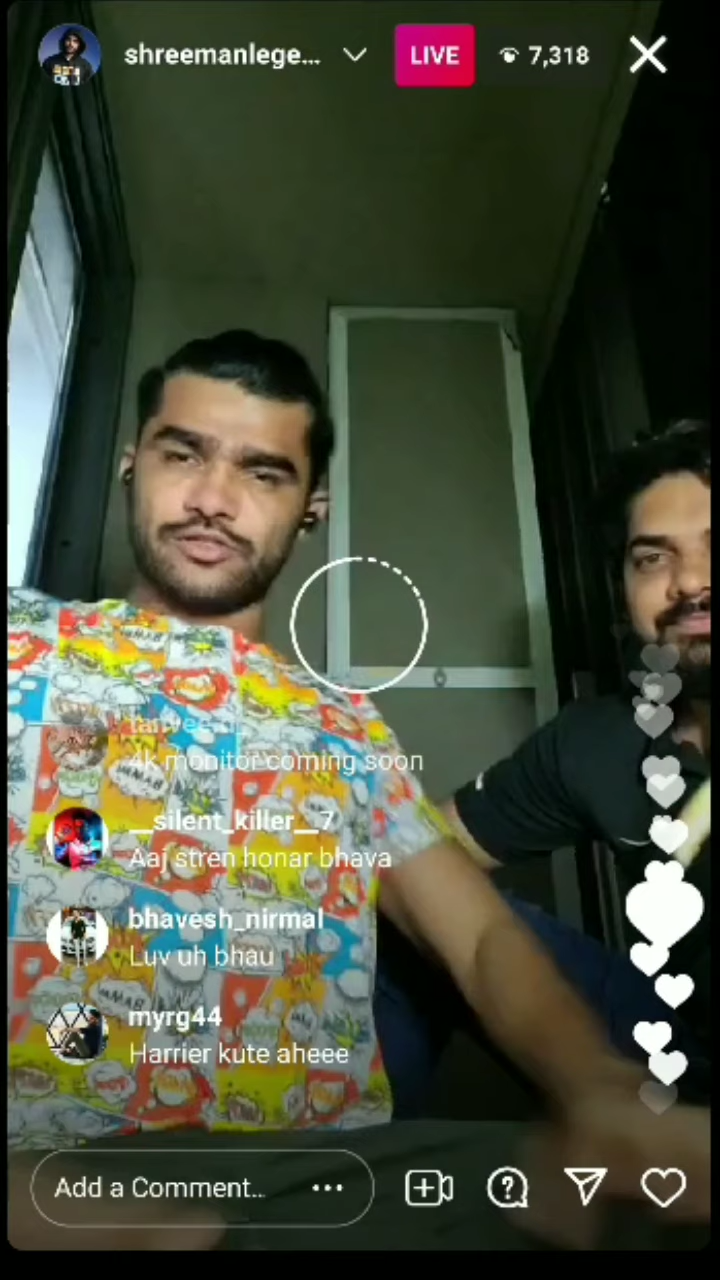 shreemanlege...
LIVE
7,318
4k monitor coming soon
__silent_killer__7
Aaj stren honar bhava
bhavesh_nirmal
Luv uh bhau
myrg44
Harrier kute aheee
Add a Comment...